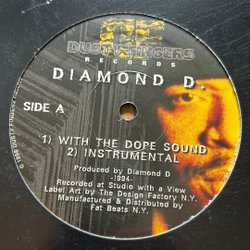 DUSTY FINGERS
RECORDS
DIAMOND D.
SIDE A
1) WITH THE DOPE SOUND
2) INSTRUMENTAL
Produced by Diamond D
-1994-
Recorded at Studio with a View
Label Art by The Design Factory N.Y.
Manufactured & Distributed by
Fat Beats N.Y.